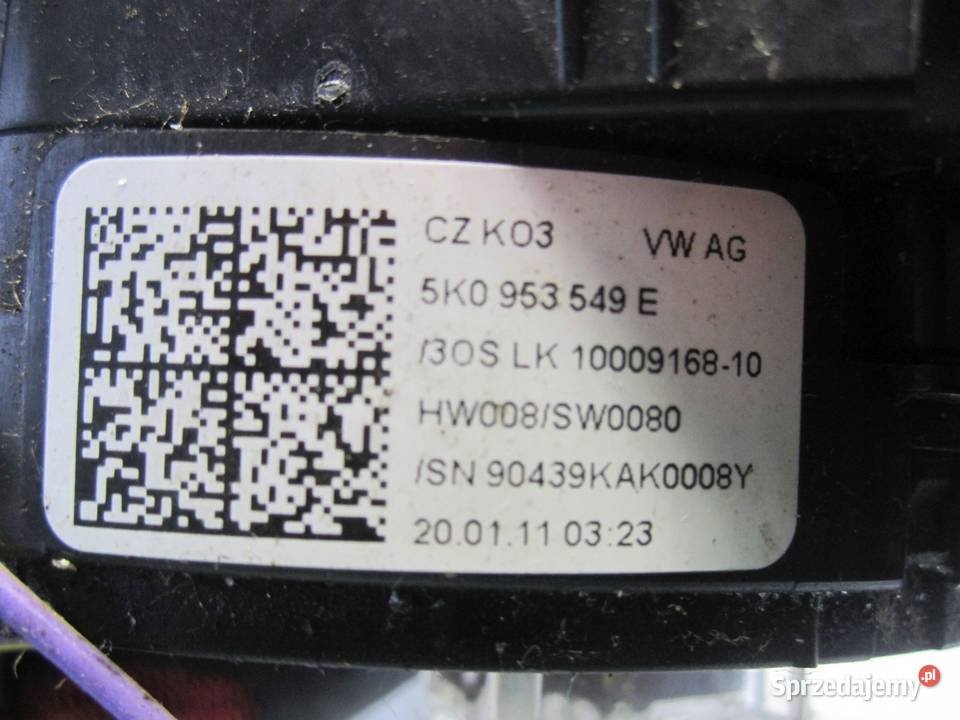 CZ KO3 VW AG
5K0 953 549 E
/3OS LK 10009168-10
HW008/SW0080
/SN 90439KAK0008Y
20.01.11 03:23
Sprzedajemy.pl